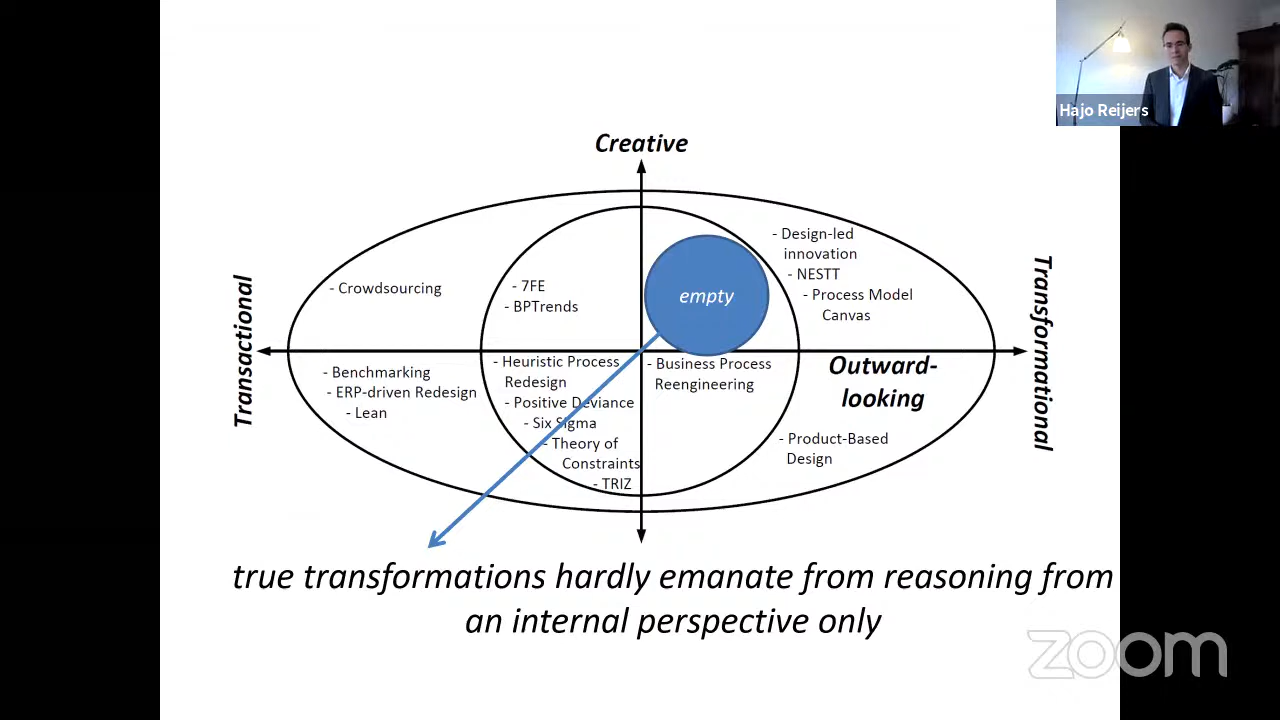 Hajo Reijers
Creative
Transactional
Transformational
- Crowdsourcing
- 7FE
- BPTrends
empty
- Design-led
innovation
- NESTT
- Process Model
Canvas
- Benchmarking
- ERP-driven Redesign
- Lean
- Heuristic Process
Redesign
- Positive Deviance
- Six Sigma
- Theory of
Constraints
- TRIZ
- Business Process
Reengineering
Outward-
looking
- Product-Based
Design
true transformations hardly emanate from reasoning from
an internal perspective only
zoom